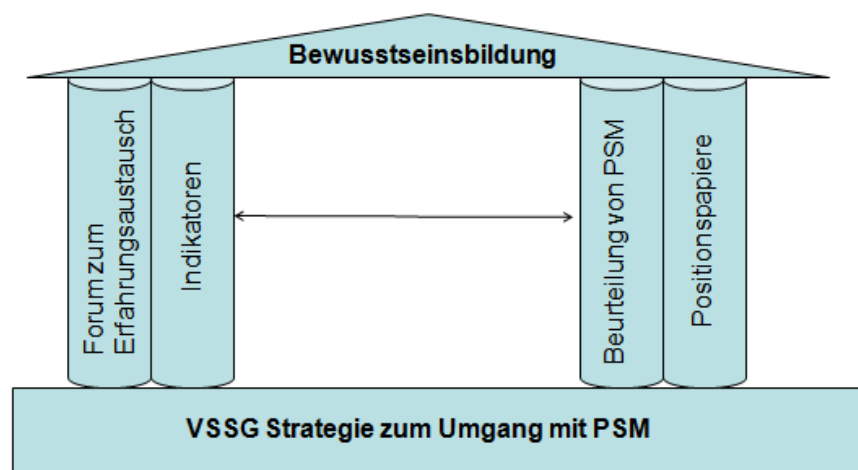 Bewusstseinsbildung
Forum zum
Erfahrungsaustausch
Indikatoren
Beurteilung von PSM
Positionspapiere
VSSG Strategie zum Umgang mit PSM